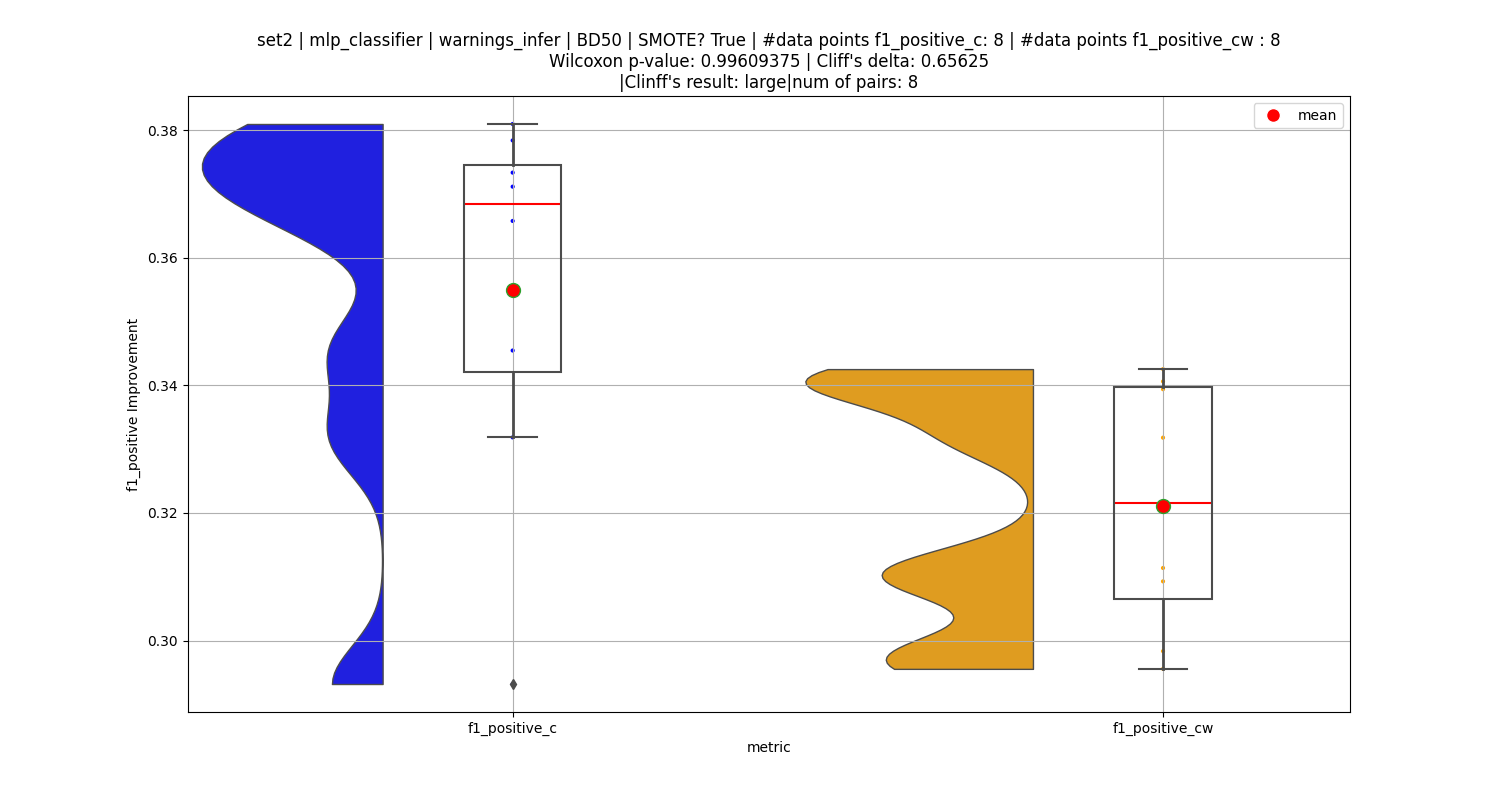 set2 | mlp_classifier | warnings_infer | BD50 | SMOTE? True | #data points f1_positive_c: 8 | #data points f1_positive_cw : 8
Wilcoxon p-value: 0.99609375 | Cliff's delta: 0.65625
|Clinff's result: large|num of pairs: 8
mean
0.38
0.36
0.34
0.32
0.30
f1_positive Improvement
f1_positive_c
f1_positive_cw
metric